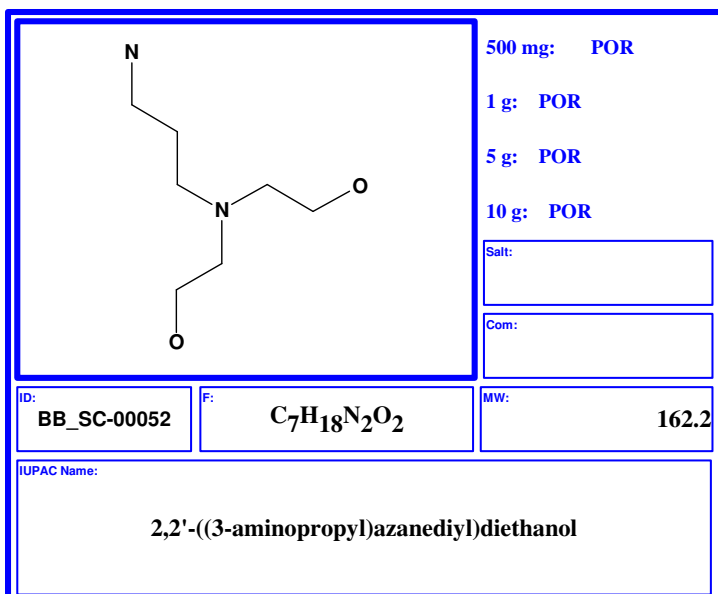 N
N
O
O
500 mg: POR
1 g: POR
5 g: POR
10 g: POR
Salt:
Com:
ID:
BB_SC-00052
F:
C7H18N2O2
MW:
162.2
IUPAC Name:
2,2'-((3-aminopropyl)azanediyl)diethanol